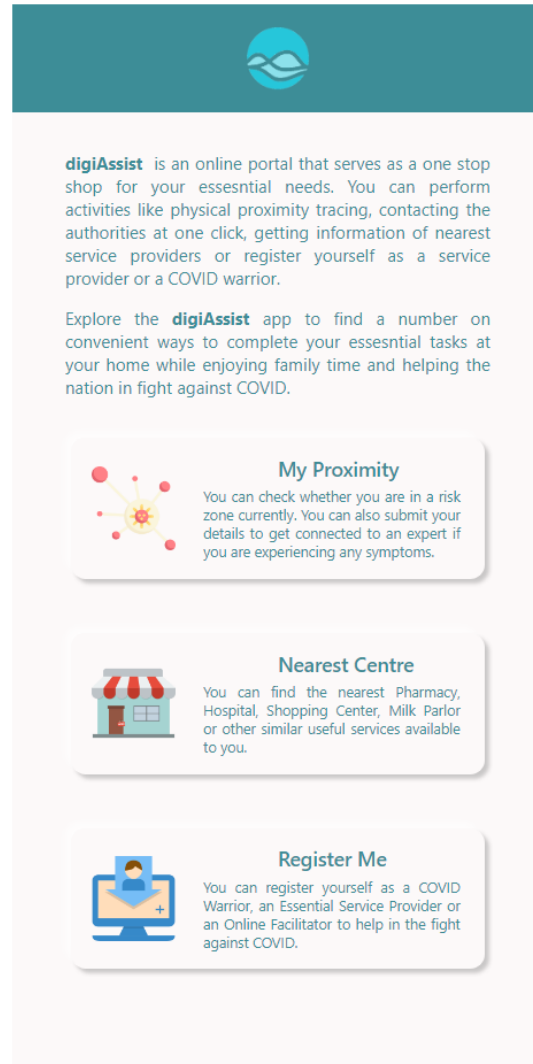 digiAssist is an online portal that serves as a one stop
shop for your essesntial needs. You can perform
activities like physical proximity tracing, contacting the
authorities at one click, getting information of nearest
service providers or register yourself as a service
provider or a COVID warrior.
Explore the digiAssist app to find a number on
convenient ways to complete your essesntial tasks at
your home while enjoying family time and helping the
nation in fight against COVID.
My Proximity
You can check whether you are in a risk
zone currently. You can also submit your
details to get connected to an expert if
you are experiencing any symptoms.
Nearest Centre
You can find the nearest Pharmacy,
Hospital, Shopping Center, Milk Parlor
or other similar useful services available
to you.
Register Me
You can register yourself as a COVID
Warrior, an Essential Service Provider or
an Online Facilitator to help in the fight
against COVID.